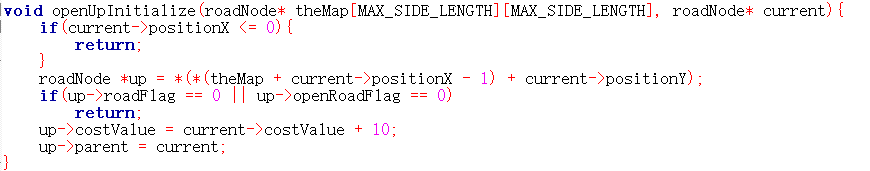 void openUpInitialize(roadNode* theMap[MAX_SIDE_LENGTH][MAX_SIDE_LENGTH], roadNode* current){
    if(current->positionX <= 0){
        return;
    }
    roadNode *up = *(*(theMap + current->positionX - 1) + current->positionY);
    if(up->roadFlag == 0 || up->openRoadFlag == 0)
        return;
    up->costValue = current->costValue + 10;
    up->parent = current;
}